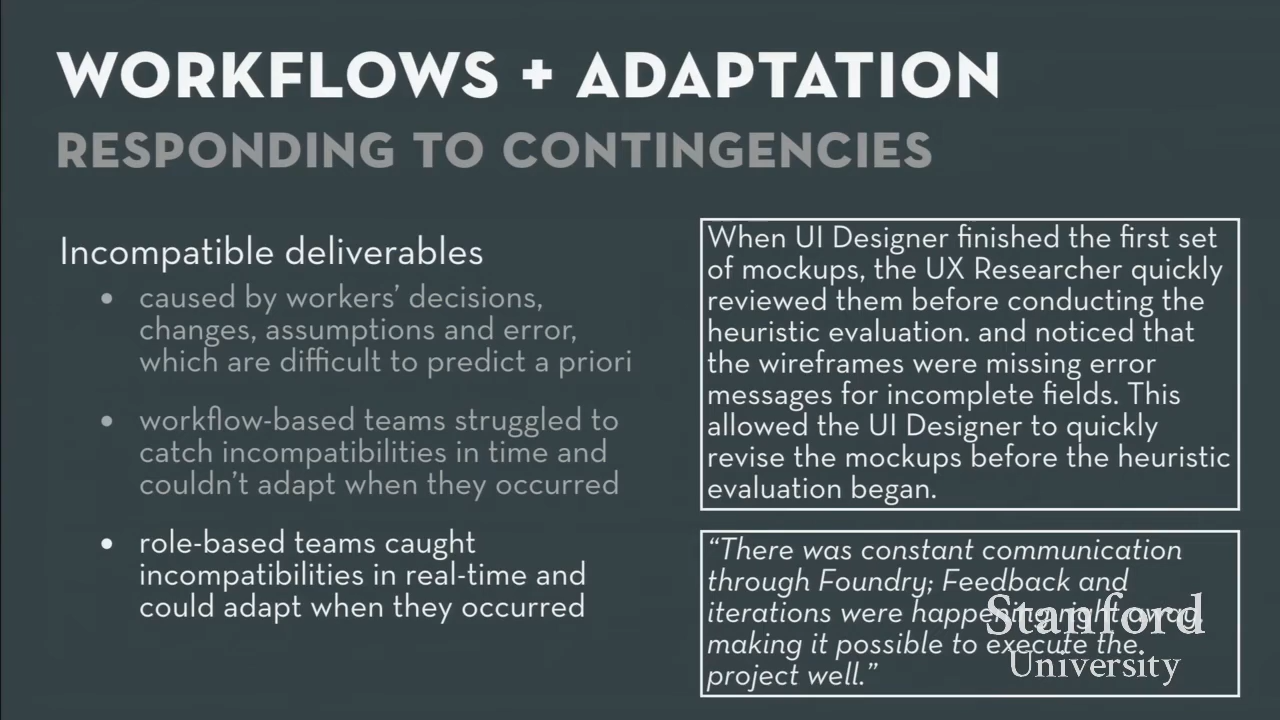 WORKFLOWS + ADAPTATION
RESPONDING TO CONTINGENCIES
Incompatible deliverables
• caused by workers’ decisions,
changes, assumptions and error,
which are difficult to predict a priori
• workflow-based teams struggled to
catch incompatibilities in time and
couldn’t adapt when they occurred
• role-based teams caught
incompatibilities in real-time and
could adapt when they occurred
When UI Designer finished the first set
of mockups, the UX Researcher quickly
reviewed them before conducting the
heuristic evaluation. and noticed that
the wireframes were missing error
messages for incomplete fields. This
allowed the UI Designer to quickly
revise the mockups before the heuristic
evaluation began.
“There was constant communication
through Foundry; Feedback and
iterations were happening right
making it possible to execute the
project well.”
Stanford
University